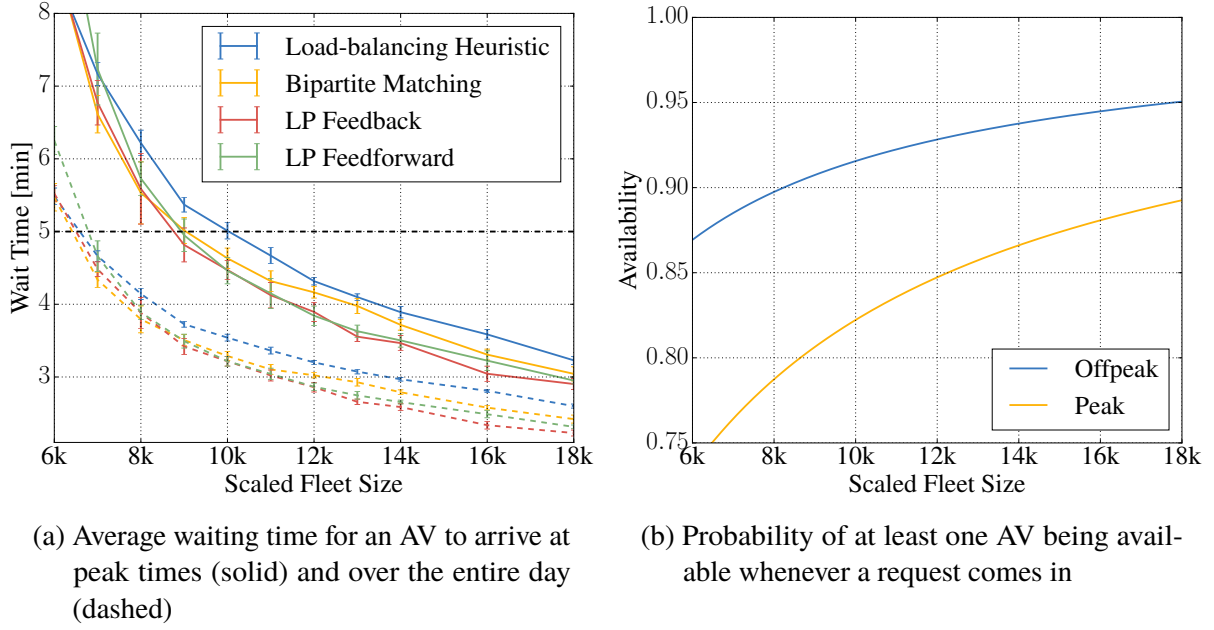 8
7
6
5
4
3
Wait Time [min]
6k
8k
10k
12k
14k
16k
18k
Scaled Fleet Size
Load-balancing Heuristic
Bipartite Matching
LP Feedback
LP Feedforward
(a) Average waiting time for an AV to arrive at
peak times (solid) and over the entire day
(dashed)
1.00
0.95
0.90
0.85
0.80
0.75
Availability
6k
8k
10k
12k
14k
16k
18k
Scaled Fleet Size
Offpeak
Peak
(b) Probability of at least one AV being avail-
able whenever a request comes in